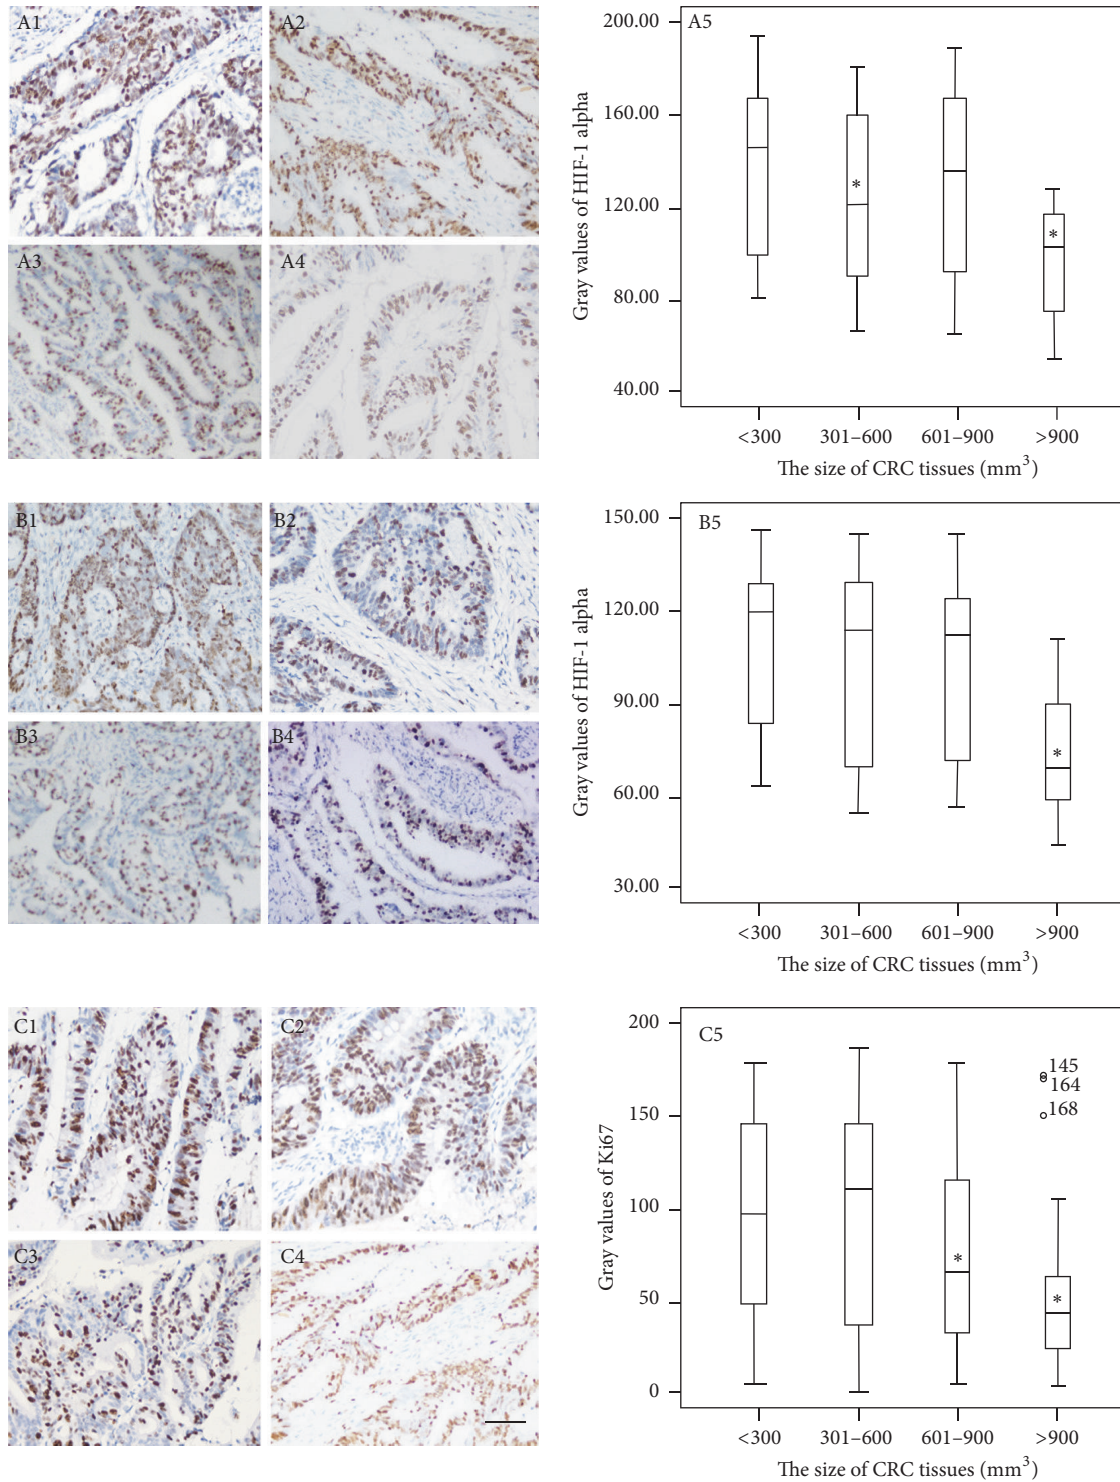 A1
A2
A3
A4
A5
200.00
160.00
120.00
80.00
40.00
Gray values of HIF-1 alpha
*
*
<300
301–600
601–900
>900
The size of CRC tissues (mm³)
B1
B2
B3
B4
B5
150.00
120.00
90.00
60.00
30.00
Gray values of HIF-1 alpha
*
<300
301–600
601–900
>900
The size of CRC tissues (mm³)
C1
C2
C3
C4
C5
200
150
100
50
0
Gray values of Ki67
145
164
168
*
*
<300
301–600
601–900
>900
The size of CRC tissues (mm³)